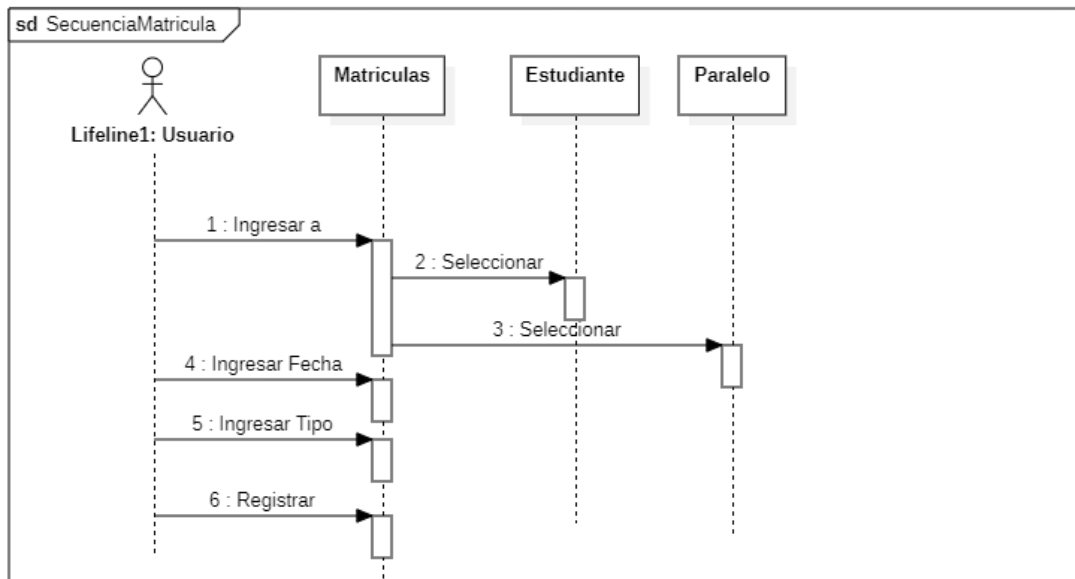 sd SecuenciaMatricula
Lifeline1: Usuario
Matriculas
Estudiante
Paralelo
1 : Ingresar a
2 : Seleccionar
3 : Seleccionar
4 : Ingresar Fecha
5 : Ingresar Tipo
6 : Registrar